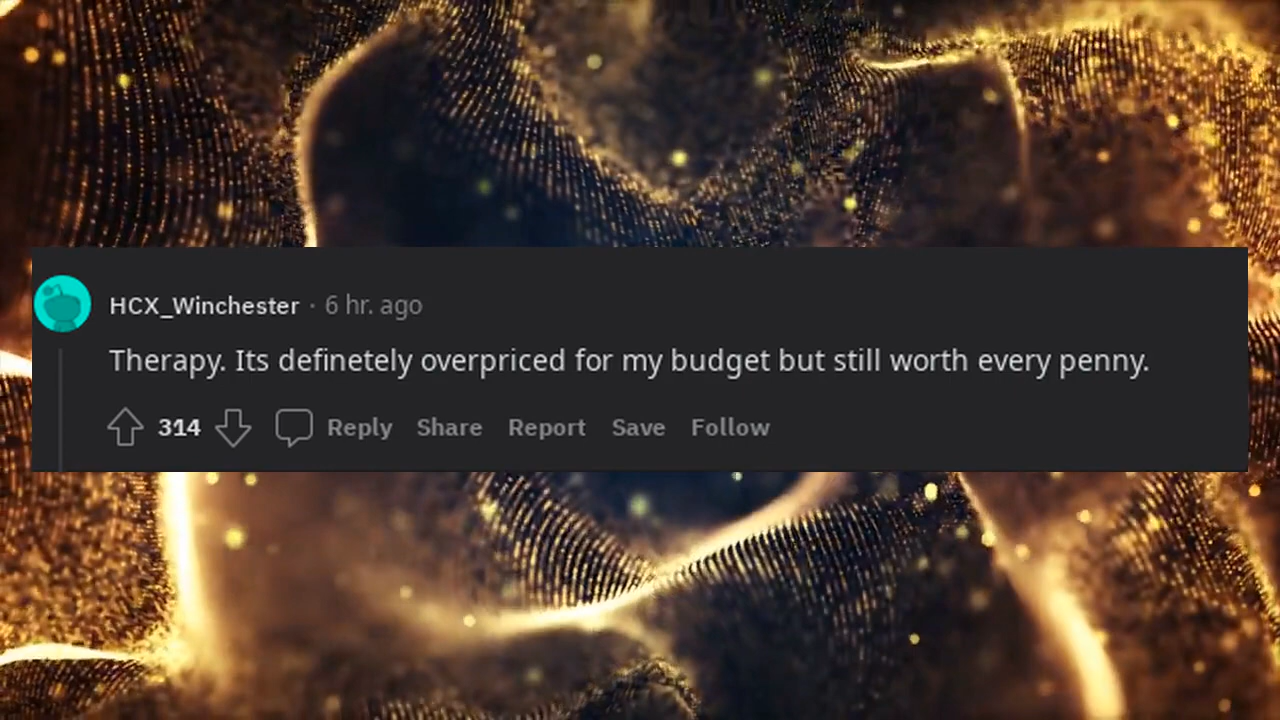 HCX_Winchester · 6 hr. ago
Therapy. Its definetely overpriced for my budget but still worth every penny.
314 Reply Share Report Save Follow